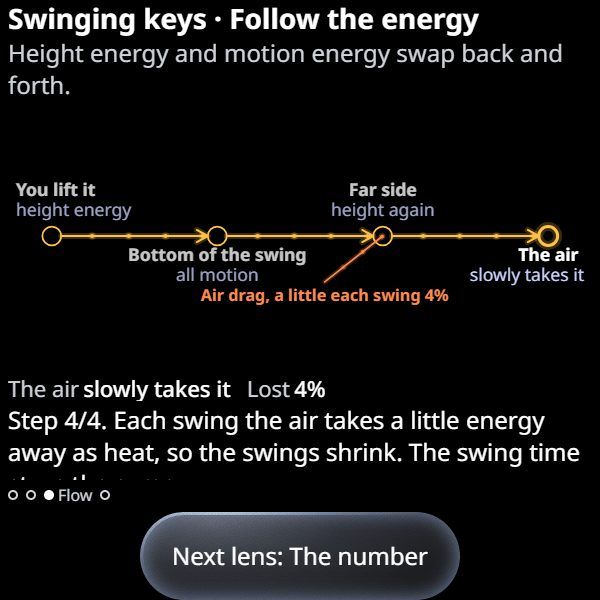 Swinging keys · Follow the energy
Height energy and motion energy swap back and
forth.
You lift it
height energy
Far side
height again
Bottom of the swing
all motion
The air
slowly takes it
Air drag, a little each swing 4%
The air slowly takes it Lost 4%
Step 4/4. Each swing the air takes a little energy
away as heat, so the swings shrink. The swing time
Flow
Next lens: The number